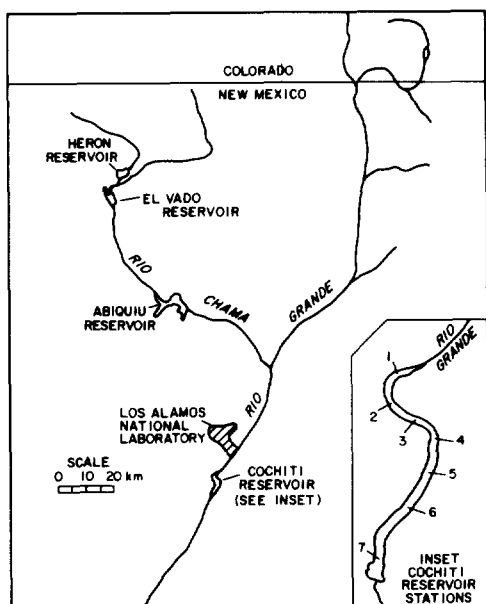 COLORADO
NEW MEXICO
HERON
RESERVOIR
EL VADO
RESERVOIR
RIO
CHAMA
ABIQUIU
RESERVOIR
GRANDE
RIO
LOS ALAMOS
NATIONAL
LABORATORY
SCALE
0 10 20 km
COCHITI
RESERVOIR
(SEE INSET)
RIO
GRANDE
1
2
3
4
5
6
7
INSET
COCHITI
RESERVOIR
STATIONS